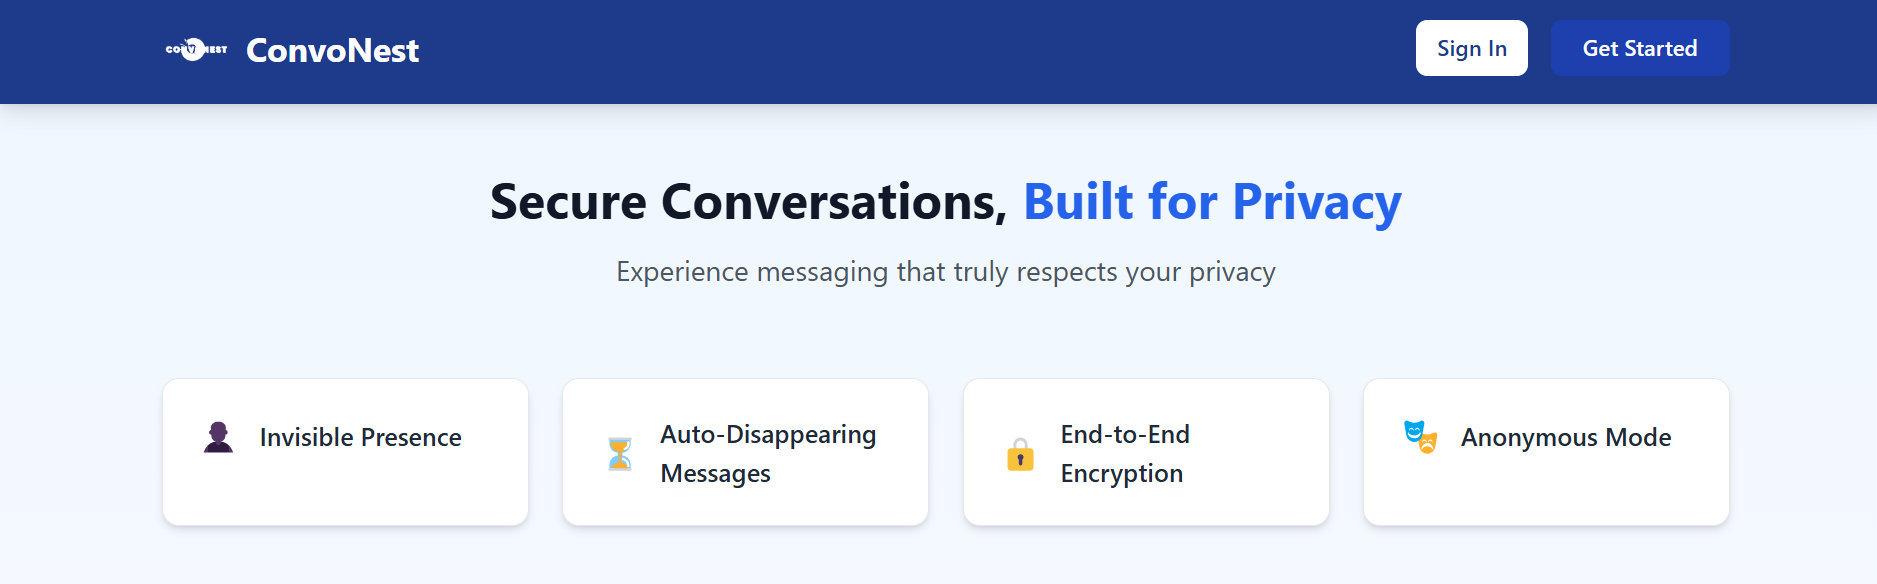 CONVONEST
ConvoNest
Sign In
Get Started
Secure Conversations, Built for Privacy
Experience messaging that truly respects your privacy
Invisible Presence
Auto-Disappearing
Messages
End-to-End
Encryption
Anonymous Mode